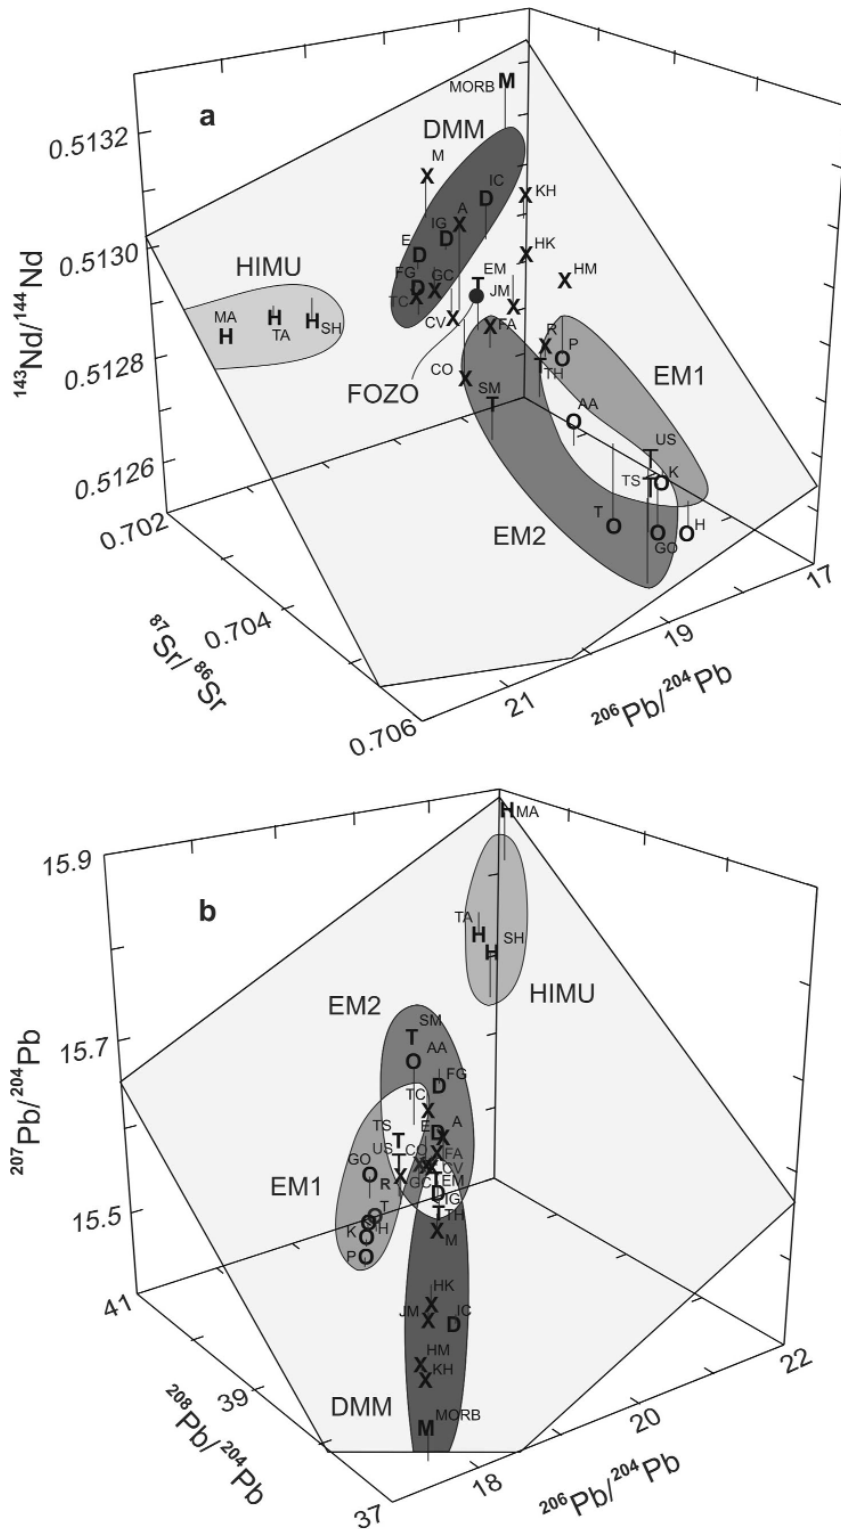 a
0.5132
0.5130
0.5128
0.5126
¹⁴³Nd/¹⁴⁴Nd
MORB M
DMM
M
X
IC
D
KH
X
A
X
IG
D
HK
X
E
D
HIMU
FG
D
GC
X
TC
X
EM
T
HM
X
JM
X
MA
H
H
TA
H SH
CV
X
FA
X
R
X
P
O
FOZO
CO
X
SM
T
T
TH
EM1
AA
O
US
T
TS
T
K
O
EM2
T
O
O
GO
H
O
0.702
0.704
0.706
⁸⁷Sr/⁸⁶Sr
21
19
17
²⁰⁶Pb/²⁰⁴Pb
b
15.9
15.7
15.5
²⁰⁷Pb/²⁰⁴Pb
H MA
TA
H
H
SH
HIMU
EM2
SM
T
AA
O
FG
D
TC
X
E
D
A
X
TS
T
US
T
CO
X
FA
X
CV
X
GC
X
EM
T
R
X
IG
D
TH
T
M
X
EM1
GO
O
T
O
H
O
K
O
P
O
HK
X
JM
X
IC
D
HM
X
KH
X
DMM
MORB
M
41
39
37
²⁰⁸Pb/²⁰⁴Pb
18
20
22
²⁰⁶Pb/²⁰⁴Pb